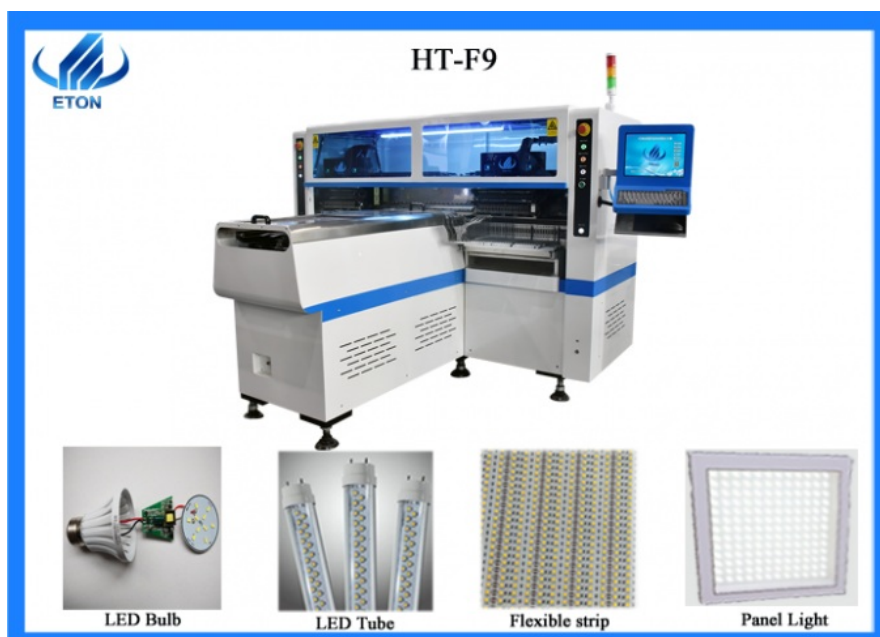 HT-F9
ETON
LED Bulb
LED Tube
Flexible strip
Panel Light